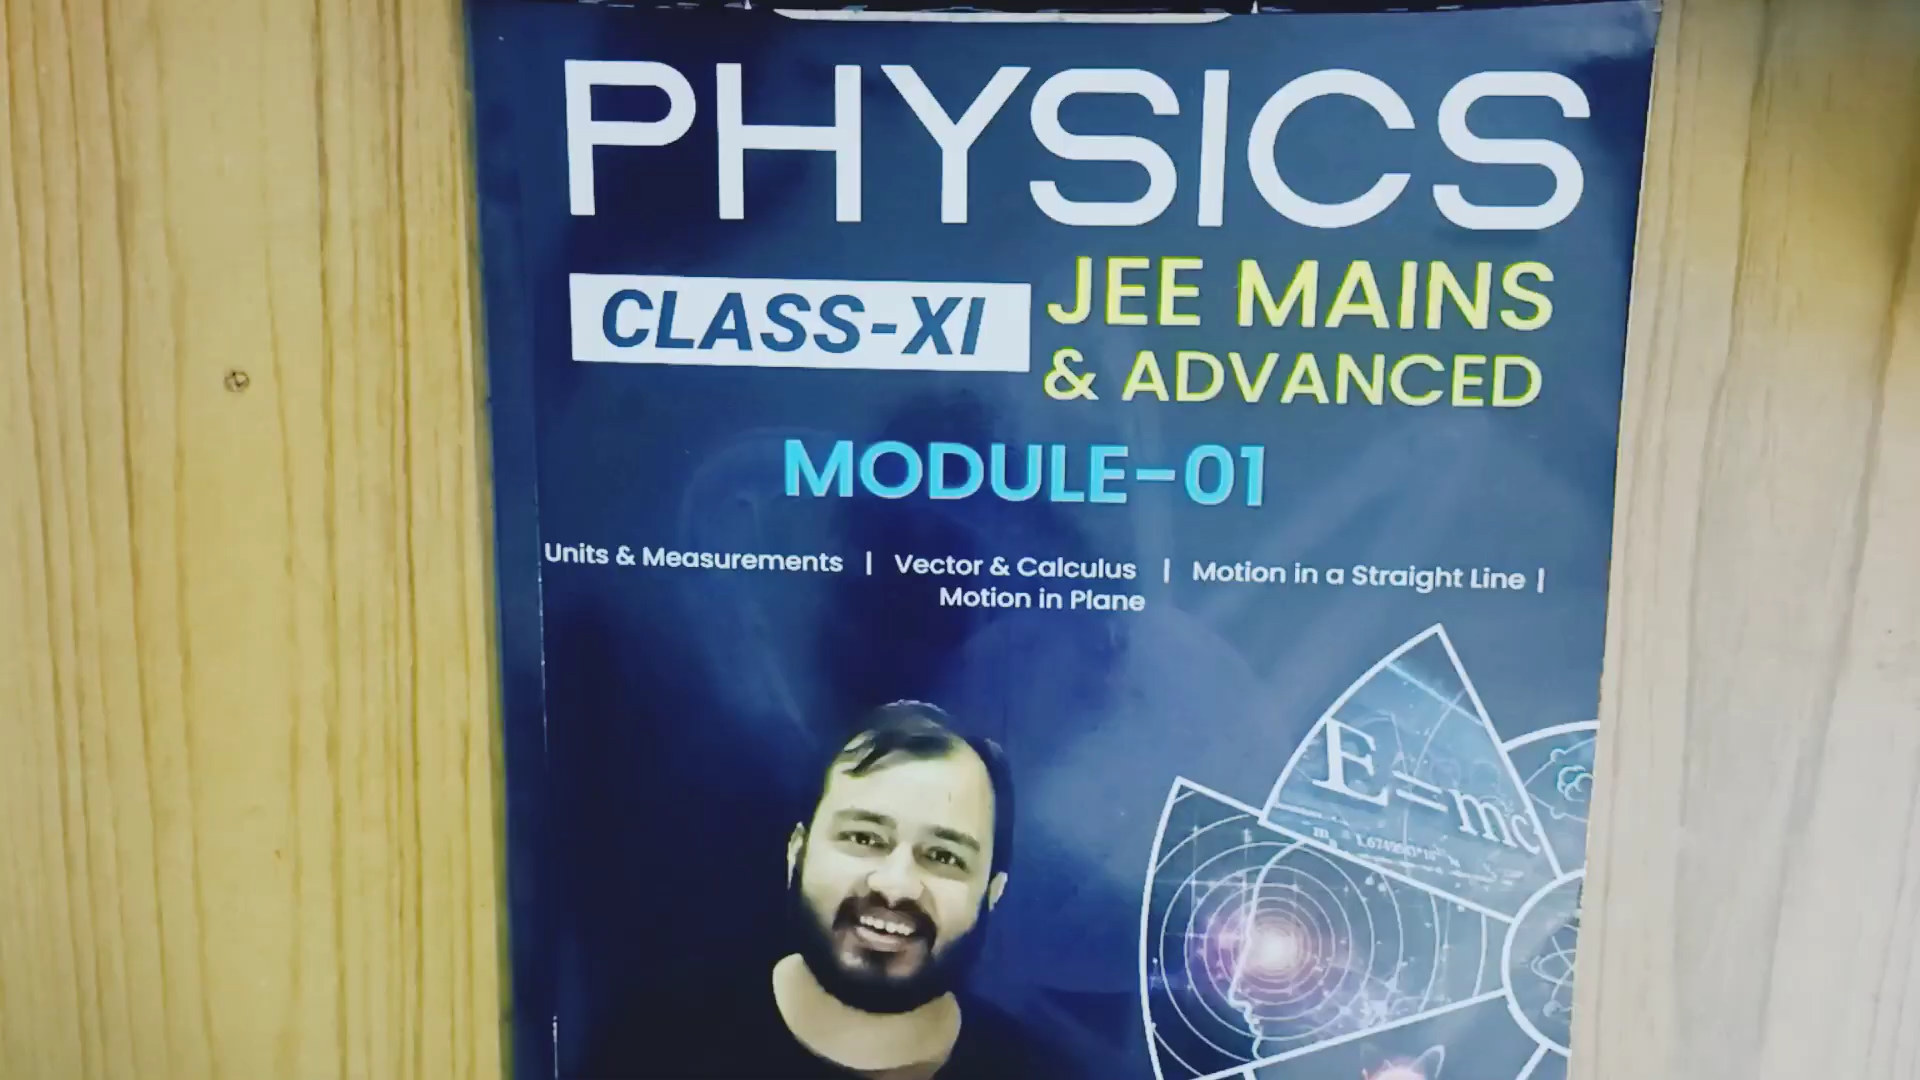 PHYSICS
CLASS-XI
JEE MAINS
& ADVANCED
MODULE-01
Units & Measurements | Vector & Calculus | Motion in a Straight Line |
Motion in Plane
E=mc